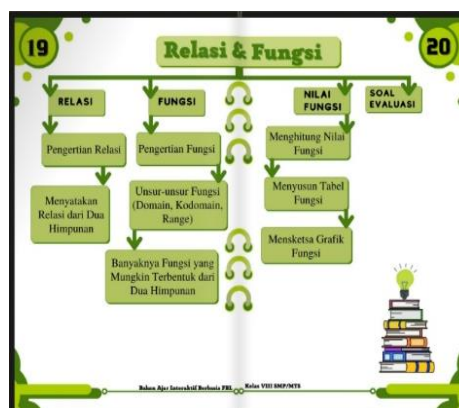 19
20
Relasi & Fungsi
RELASI
Pengertian Relasi
Menyatakan
Relasi dari Dua
Himpunan
FUNGSI
Pengertian Fungsi
Unsur-unsur Fungsi
(Domain, Kodomain,
Range)
Banyaknya Fungsi yang
Mungkin Terbentuk dari
Dua Himpunan
NILAI
FUNGSI
Menghitung Nilai
Fungsi
Menyusun Tabel
Fungsi
Mensketsa Grafik
Fungsi
SOAL
EVALUASI
Bahan Ajar Interaktif Berbasis PBL
Kelas VIII SMP/MTS